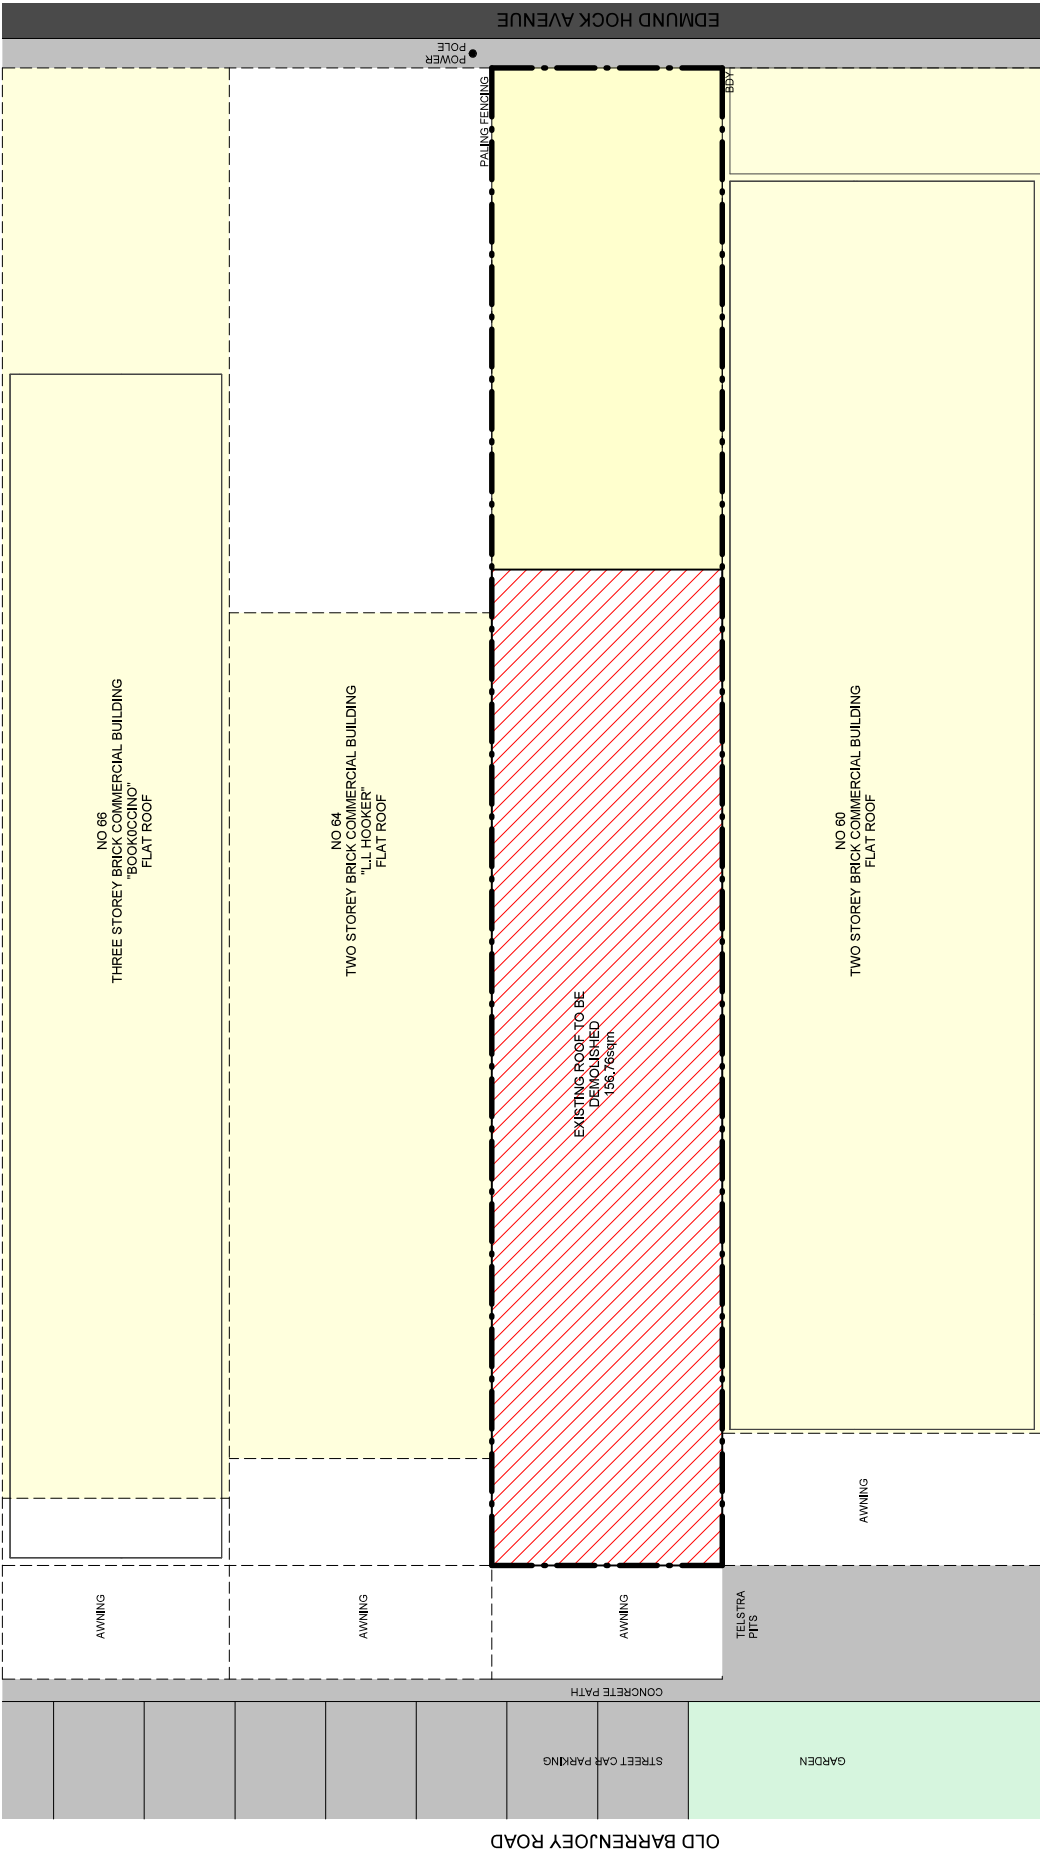 EDMUND HOCK AVENUE
POWER
POLE
PALING FENCING
BDY
NO 66
THREE STOREY BRICK COMMERCIAL BUILDING
"BOOK0CCINO"
FLAT ROOF
NO 64
TWO STOREY BRICK COMMERCIAL BUILDING
"L.L HOOKER"
FLAT ROOF
EXISTING ROOF TO BE
DEMOLISHED
156.76sqm
NO 60
TWO STOREY BRICK COMMERCIAL BUILDING
FLAT ROOF
AWNING
AWNING
AWNING
AWNING
TELSTRA
PITS
CONCRETE PATH
STREET CAR PARKING
GARDEN
OLD BARRENJOEY ROAD